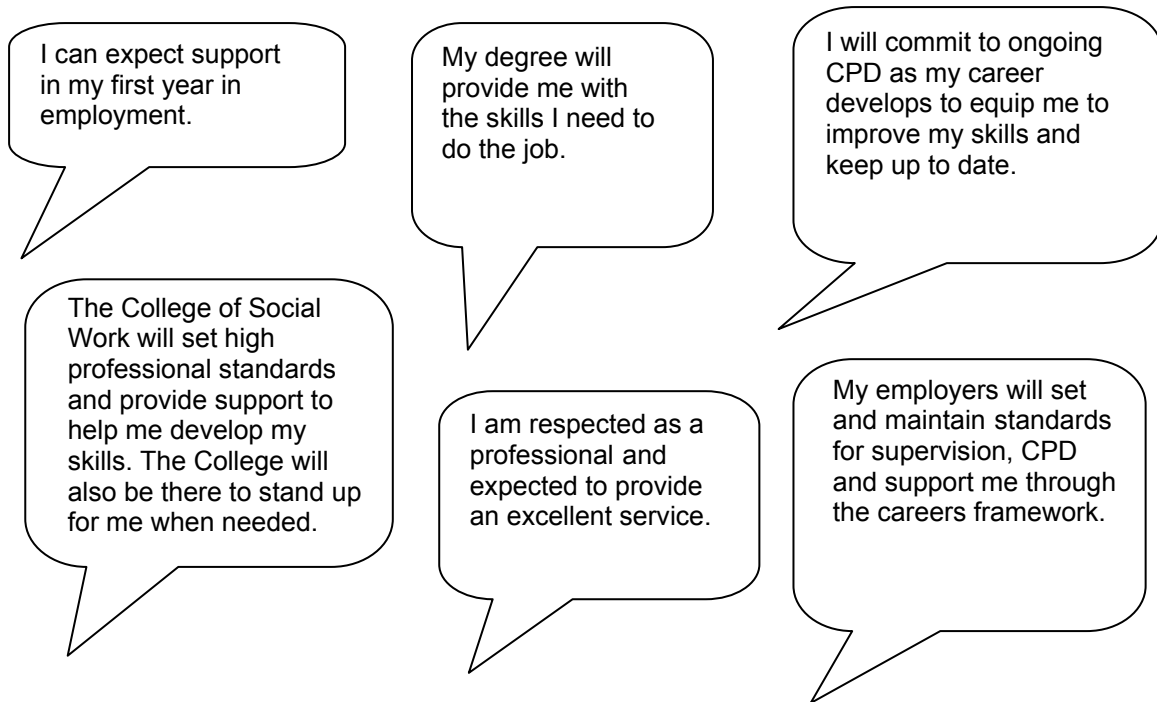 I can expect support
in my first year in
employment.
My degree will
provide me with
the skills I need to
do the job.
I will commit to ongoing
CPD as my career
develops to equip me to
improve my skills and
keep up to date.
The College of Social
Work will set high
professional standards
and provide support to
help me develop my
skills. The College will
also be there to stand up
for me when needed.
I am respected as a
professional and
expected to provide
an excellent service.
My employers will set
and maintain standards
for supervision, CPD
and support me through
the careers framework.